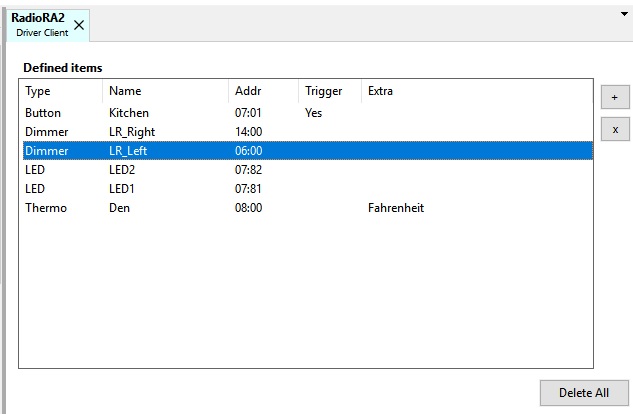 RadioRA2
Driver Client
Defined items
Type Name Addr Trigger Extra
+
Button Kitchen 07:01 Yes
x
Dimmer LR_Right 14:00
Dimmer LR_Left 06:00
LED LED2 07:82
LED LED1 07:81
Thermo Den 08:00 Fahrenheit
Delete All